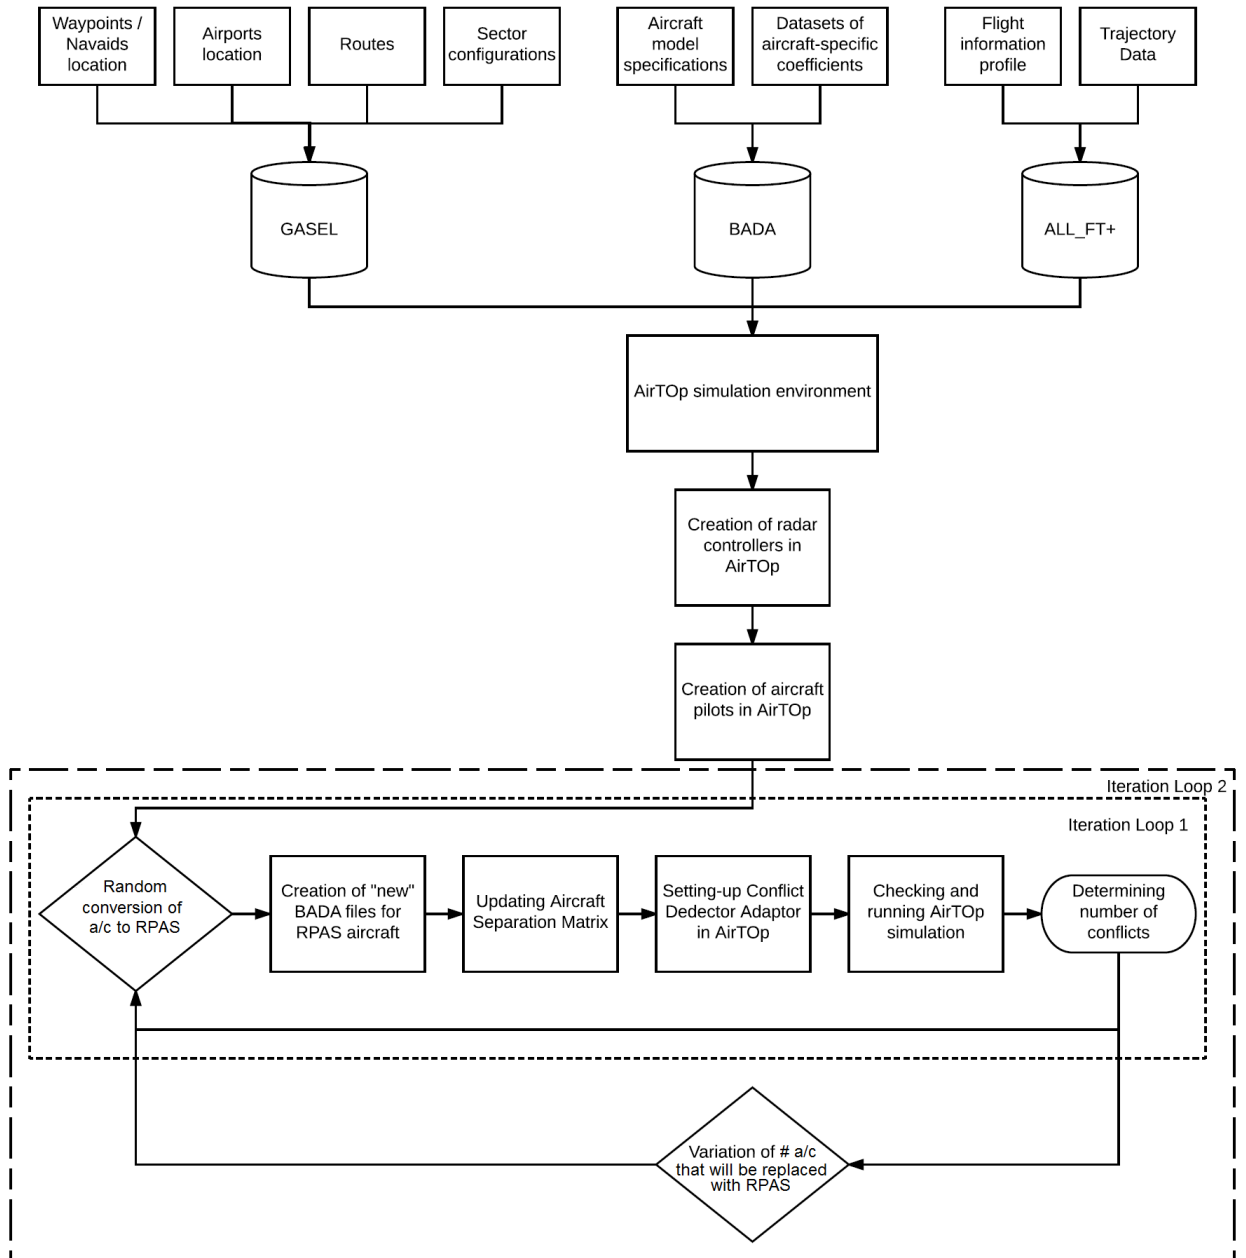 Waypoints /
Navaids
location
Airports
location
Routes
Sector
configurations
Aircraft
model
specifications
Datasets of
aircraft-specific
coefficients
Flight
information
profile
Trajectory
Data
GASEL
BADA
ALL_FT+
AirTOp simulation environment
Creation of radar
controllers in
AirTOp
Creation of aircraft
pilots in AirTOp
Iteration Loop 2
Iteration Loop 1
Random
conversion of
a/c to RPAS
Creation of "new"
BADA files for
RPAS aircraft
Updating Aircraft
Separation Matrix
Setting-up Conflict
Dedector Adaptor
in AirTOp
Checking and
running AirTOp
simulation
Determining
number of
conflicts
Variation of # a/c
that will be replaced
with RPAS